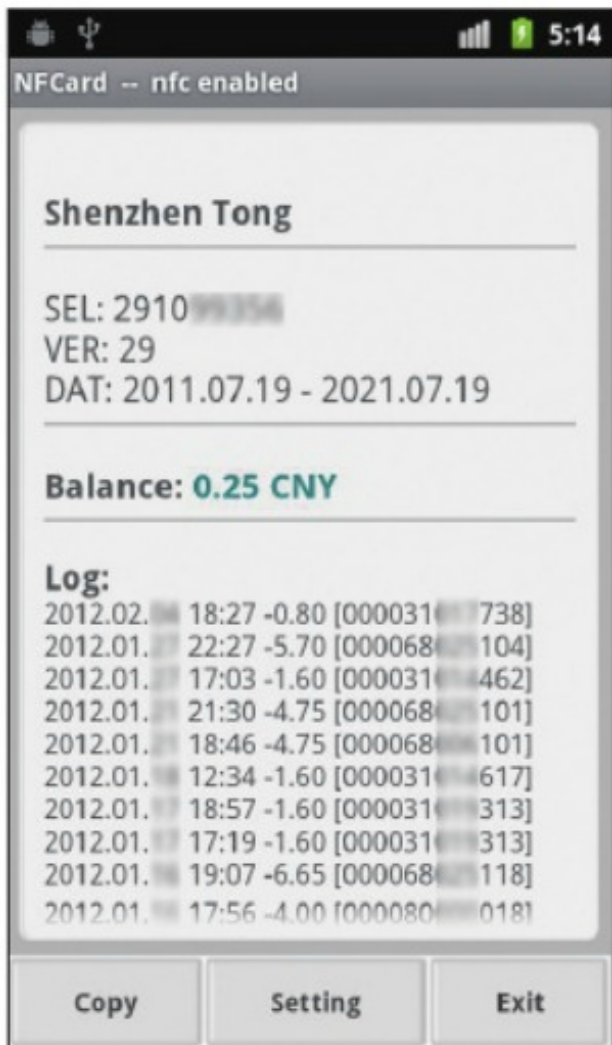 5:14
NFCard -- nfc enabled
Shenzhen Tong
SEL: 2910
VER: 29
DAT: 2011.07.19 - 2021.07.19
Balance: 0.25 CNY
Log:
2012.02. 18:27 -0.80 [000031 738]
2012.01. 22:27 -5.70 [000068 104]
2012.01. 17:03 -1.60 [000031 462]
2012.01. 21:30 -4.75 [000068 101]
2012.01. 18:46 -4.75 [000068 101]
2012.01. 12:34 -1.60 [000031 617]
2012.01. 18:57 -1.60 [000031 313]
2012.01. 17:19 -1.60 [000031 313]
2012.01. 19:07 -6.65 [000068 118]
2012.01. 17:56 -4.00 [000080 018]
Copy Setting Exit